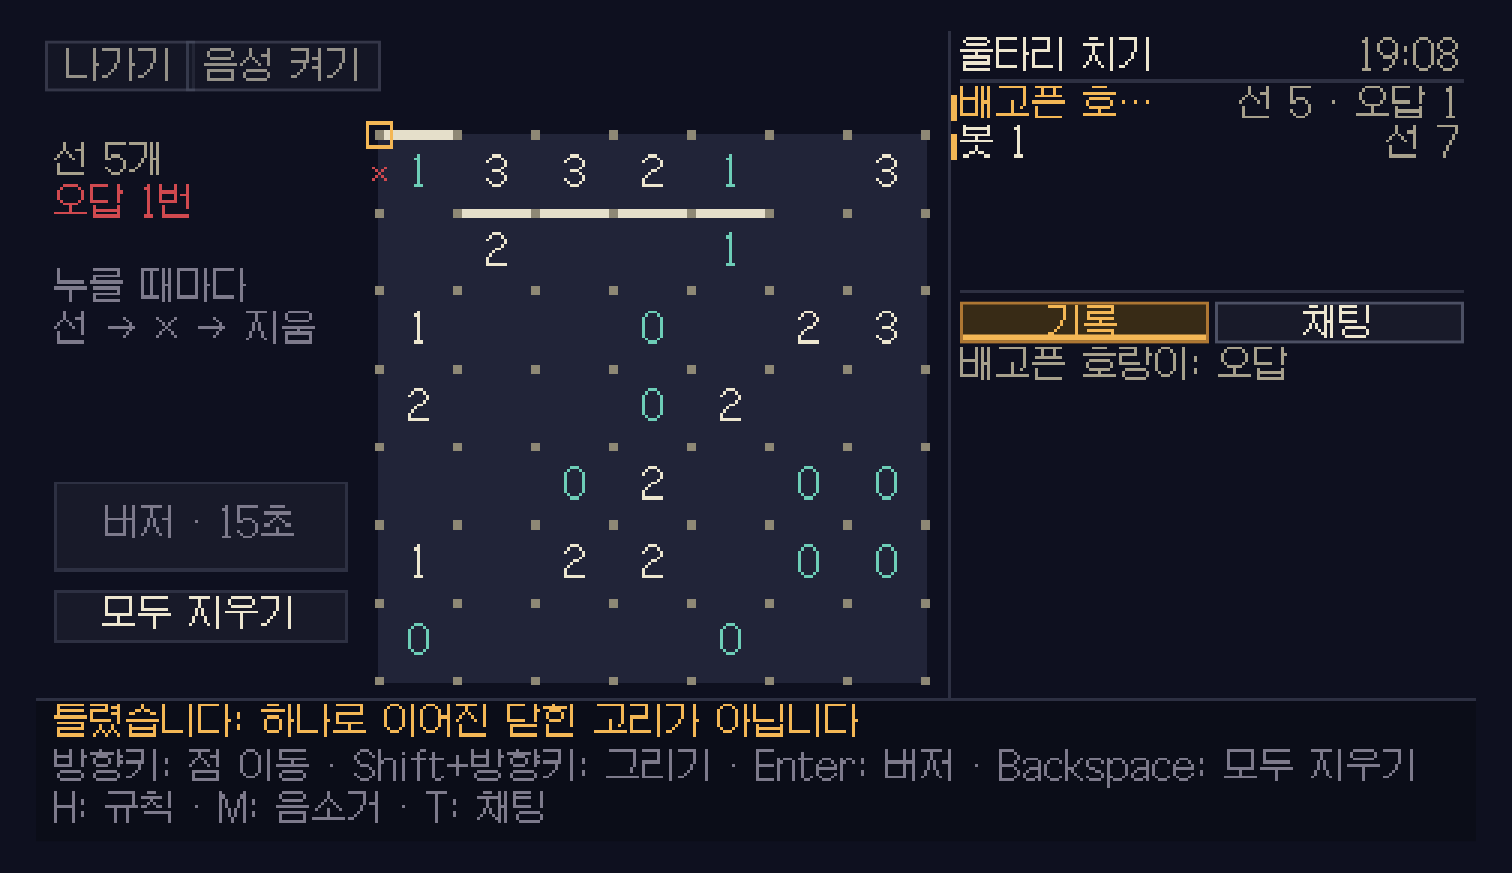 나가기 음성 켜기
울타리 치기 19:08
배고픈 호… 선 5 · 오답 1
봇 1 선 7
선 5개
오답 1번
누를 때마다
선 → × → 지움
버저 · 15초
모두 지우기
× 1 3 3 2 1 3
2 1
1 0 2 3
2 0 2
0 2 0 0
1 2 2 0 0
0 0
기록 채팅
배고픈 호랑이: 오답
틀렸습니다: 하나로 이어진 닫힌 고리가 아닙니다
방향키: 점 이동 · Shift+방향키: 그리기 · Enter: 버저 · Backspace: 모두 지우기
H: 규칙 · M: 음소거 · T: 채팅